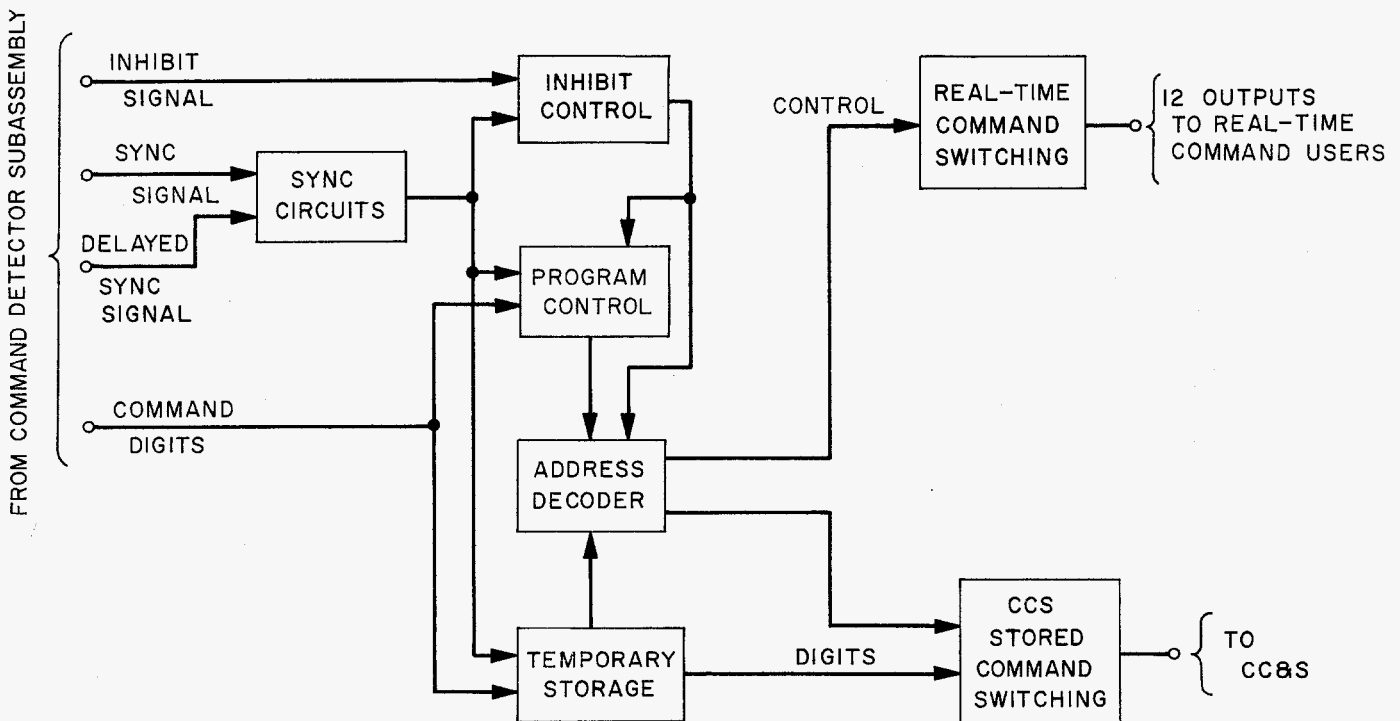 FROM COMMAND DETECTOR SUBASSEMBLY
INHIBIT
SIGNAL
SYNC
SIGNAL
DELAYED
SYNC
SIGNAL
COMMAND
DIGITS
SYNC
CIRCUITS
INHIBIT
CONTROL
PROGRAM
CONTROL
ADDRESS
DECODER
TEMPORARY
STORAGE
CONTROL
REAL-TIME
COMMAND
SWITCHING
12 OUTPUTS
TO REAL-TIME
COMMAND USERS
DIGITS
CCS
STORED
COMMAND
SWITCHING
TO
CC&S